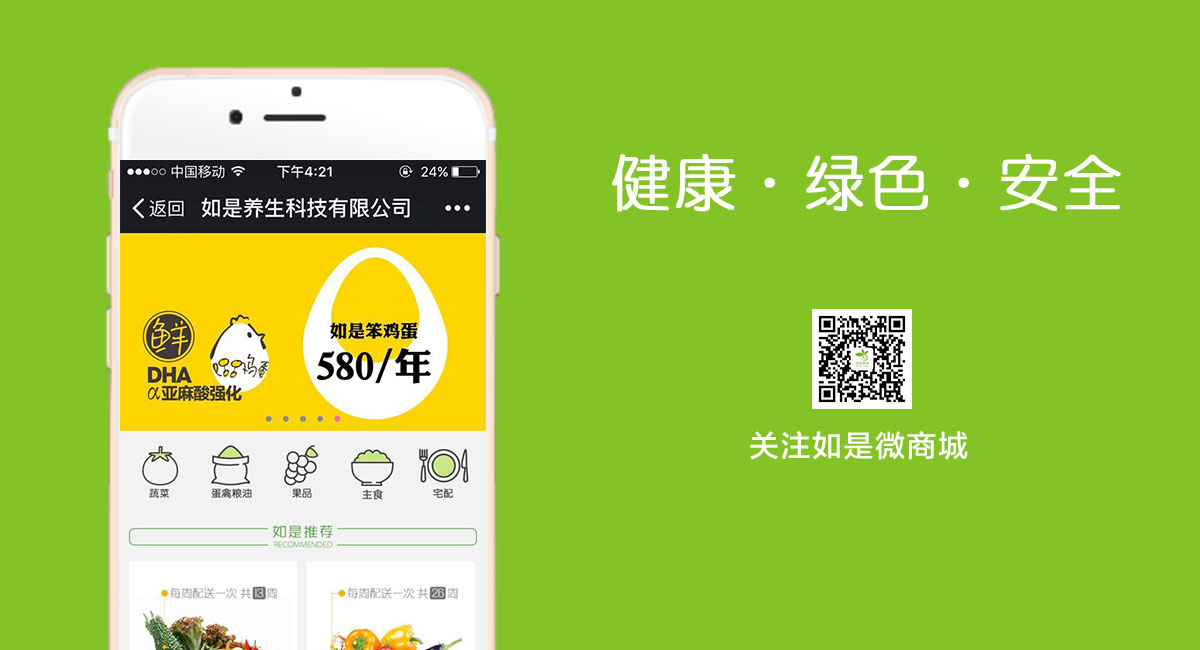 中国移动
下午4:21
24%
返回
如是养生科技有限公司
鲜
DHA
α亚麻酸强化
鸡蛋
如是笨鸡蛋
580/年
蔬菜
蛋禽粮油
果品
主食
宅配
如是推荐
RECOMMENDED
每周配送一次 共13周
每周配送一次 共26周
健康·绿色·安全
关注如是微商城